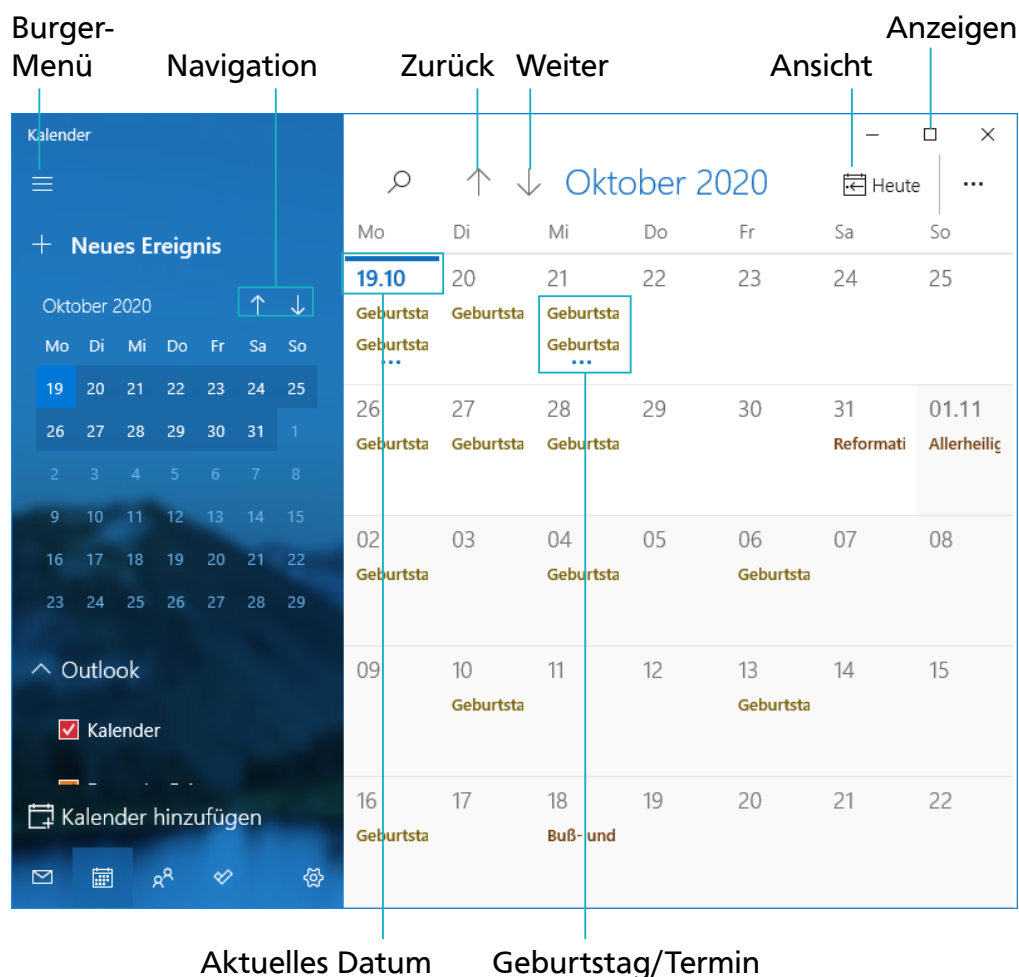 Burger-
Menü
Navigation
Zurück
Weiter
Ansicht
Anzeigen
Kalender
Neues Ereignis
Oktober 2020
Mo Di Mi Do Fr Sa So
19 20 21 22 23 24 25
26 27 28 29 30 31 1
2 3 4 5 6 7 8
9 10 11 12 13 14 15
16 17 18 19 20 21 22
23 24 25 26 27 28 29
Outlook
Kalender
Kalender hinzufügen
Oktober 2020
Heute
Mo Di Mi Do Fr Sa So
19.10 20 21 22 23 24 25
Geburtsta Geburtsta Geburtsta
Geburtsta Geburtsta
26 27 28 29 30 31 01.11
Geburtsta Geburtsta Geburtsta Reformati Allerheilig
02 03 04 05 06 07 08
Geburtsta Geburtsta Geburtsta
09 10 11 12 13 14 15
Geburtsta Geburtsta
16 17 18 19 20 21 22
Geburtsta Buß- und
Aktuelles Datum
Geburtstag/Termin